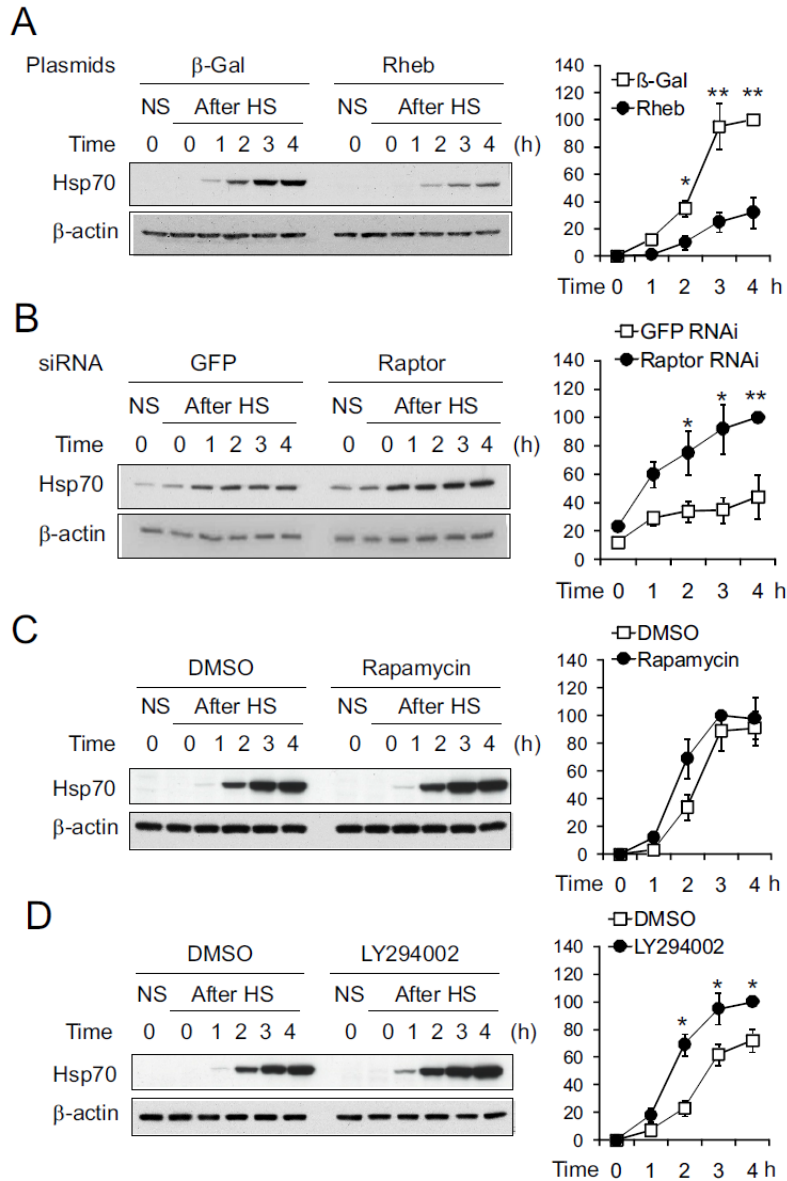 A
Plasmids β-Gal Rheb
NS After HS NS After HS
Time 0 0 1 2 3 4 0 0 1 2 3 4 (h)
Hsp70
β-actin
140
120
100
80
60
40
20
0
ß-Gal
Rheb
* ** **
Time 0 1 2 3 4 h
B
siRNA GFP Raptor
NS After HS NS After HS
Time 0 0 1 2 3 4 0 0 1 2 3 4 (h)
Hsp70
β-actin
GFP RNAi
Raptor RNAi
140
120
100
80
60
40
20
0
* * **
Time 0 1 2 3 4 h
C
DMSO Rapamycin
NS After HS NS After HS
Time 0 0 1 2 3 4 0 0 1 2 3 4 (h)
Hsp70
β-actin
DMSO
Rapamycin
140
120
100
80
60
40
20
0
Time 0 1 2 3 4 h
D
DMSO LY294002
NS After HS NS After HS
Time 0 0 1 2 3 4 0 0 1 2 3 4 (h)
Hsp70
β-actin
DMSO
LY294002
140
120
100
80
60
40
20
0
* * *
Time 0 1 2 3 4 h